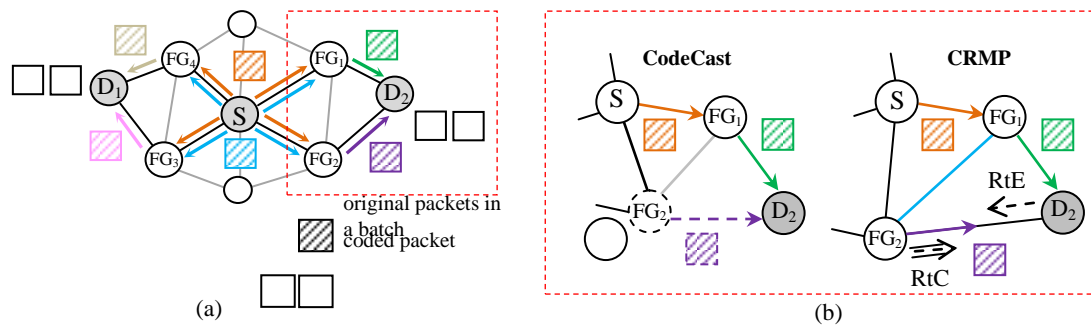 FG4
FG1
D1
S
D2
FG3
FG2
original packets in
a batch
coded packet
(a)
CodeCast
CRMP
S
FG1
FG2
D2
S
FG1
RtE
D2
FG2
RtC
(b)